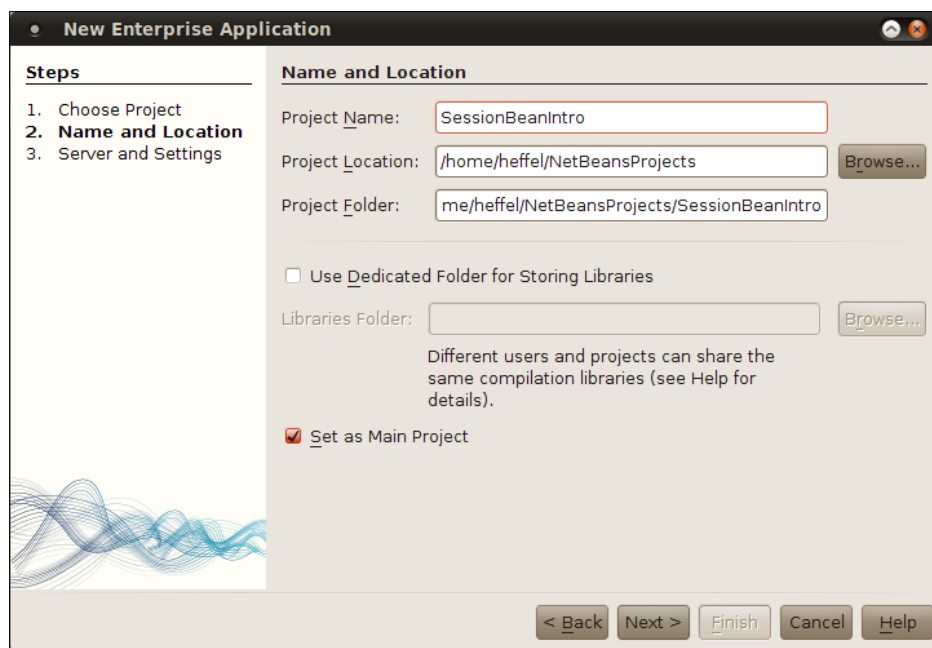 New Enterprise Application
Steps
1. Choose Project
2. Name and Location
3. Server and Settings
Name and Location
Project Name: SessionBeanIntro
Project Location: /home/heffel/NetBeansProjects Browse...
Project Folder: me/heffel/NetBeansProjects/SessionBeanIntro
Use Dedicated Folder for Storing Libraries
Libraries Folder: Browse...
Different users and projects can share the
same compilation libraries (see Help for
details).
Set as Main Project
< Back Next > Finish Cancel Help